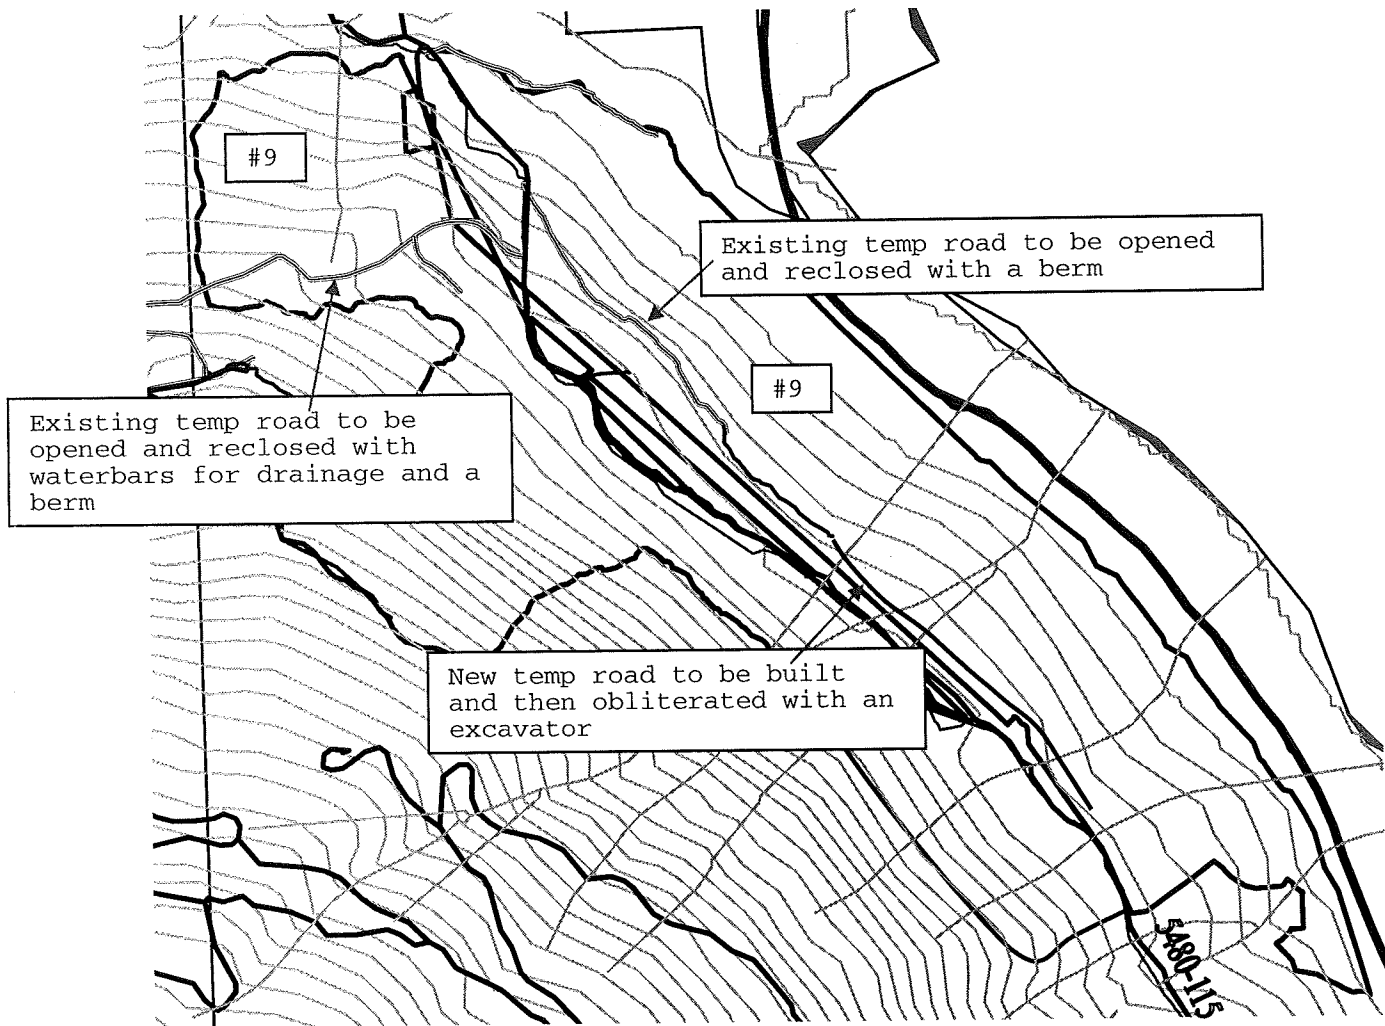 #9
Existing temp road to be opened
and reclosed with a berm
#9
Existing temp road to be
opened and reclosed with
waterbars for drainage and a
berm
New temp road to be built
and then obliterated with an
excavator
5480-115